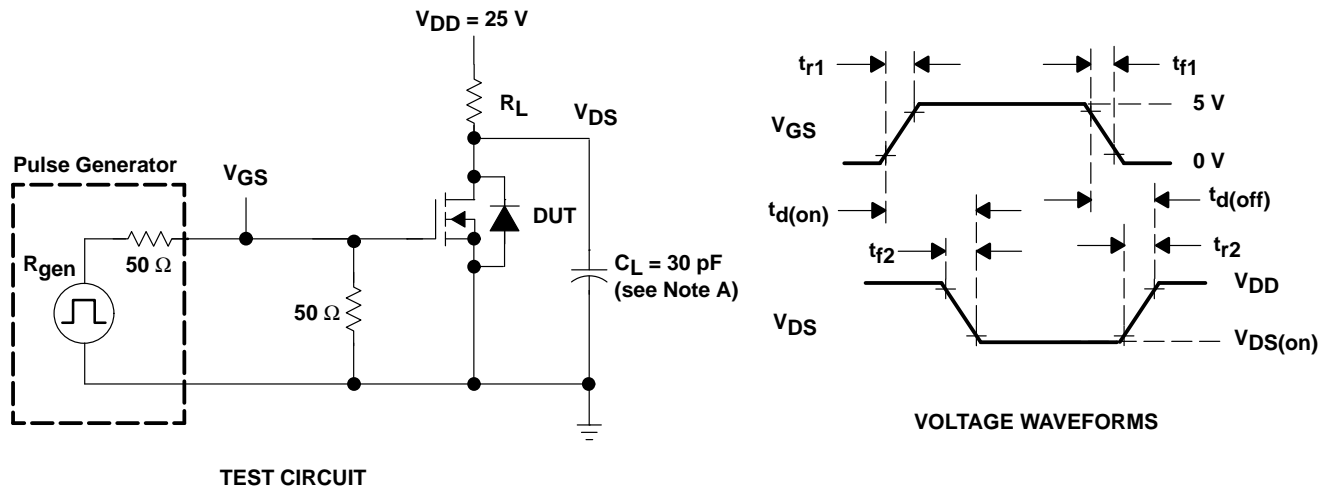 VDD = 25 V
RL
VDS
Pulse Generator
VGS
Rgen
50 Ω
50 Ω
DUT
CL = 30 pF
(see Note A)
TEST CIRCUIT
tr1
tf1
VGS
5 V
0 V
td(on)
td(off)
tf2
tr2
VDS
VDD
VDS(on)
VOLTAGE WAVEFORMS